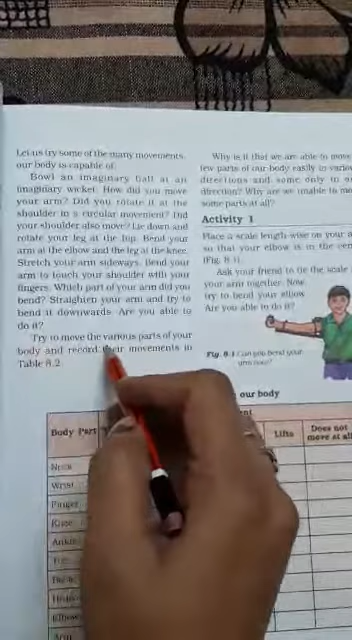 Let us try some of the many movements,
our body is capable of.
Bowl an imaginary ball at an
imaginary wicket. How did you move
your arm? Did you rotate it at the
shoulder in a circular movement? Did
your shoulder also move? Lie down and
rotate your leg at the hip. Bend your
arm at the elbow and the leg at the knee.
Stretch your arm sideways. Bend your
arm to touch your shoulder with your
fingers. Which part of your arm did you
bend? Straighten your arm and try to
bend it downwards. Are you able to
do it?
Try to move the various parts of your
body and record their movements in
Table 8.2
Why is it that we are able to move
few parts of our body easily in
directions and some only in
direction? Why are we unable to
some parts at all?
Activity 1
Place a scale length-wise on your
so that your elbow is in the
(Fig. 8.1).
Ask your friend to tie the scale
your arm together. Now
try to bend your elbow
Are you able to do it?
Fig. 8.1 Can you bend your
arm now?
our body
Body Part
Lifts
Does not
move at all
Neck
Wrist
Finger
Knee
Ankle
Toe
Back
Head
Elbow
Arm